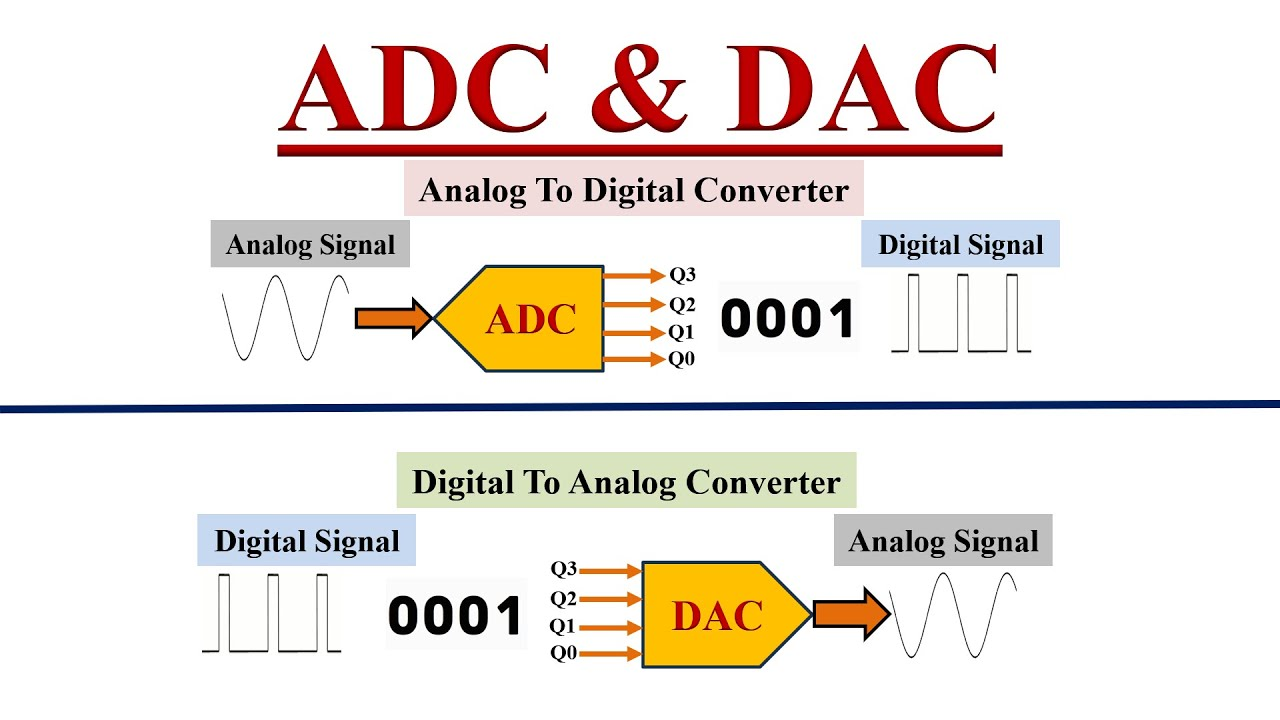 ADC & DAC
Analog To Digital Converter
Analog Signal
Digital Signal
ADC
Q3
Q2
Q1
Q0
0001
Digital To Analog Converter
Digital Signal
Analog Signal
0001
Q3
Q2
Q1
Q0
DAC